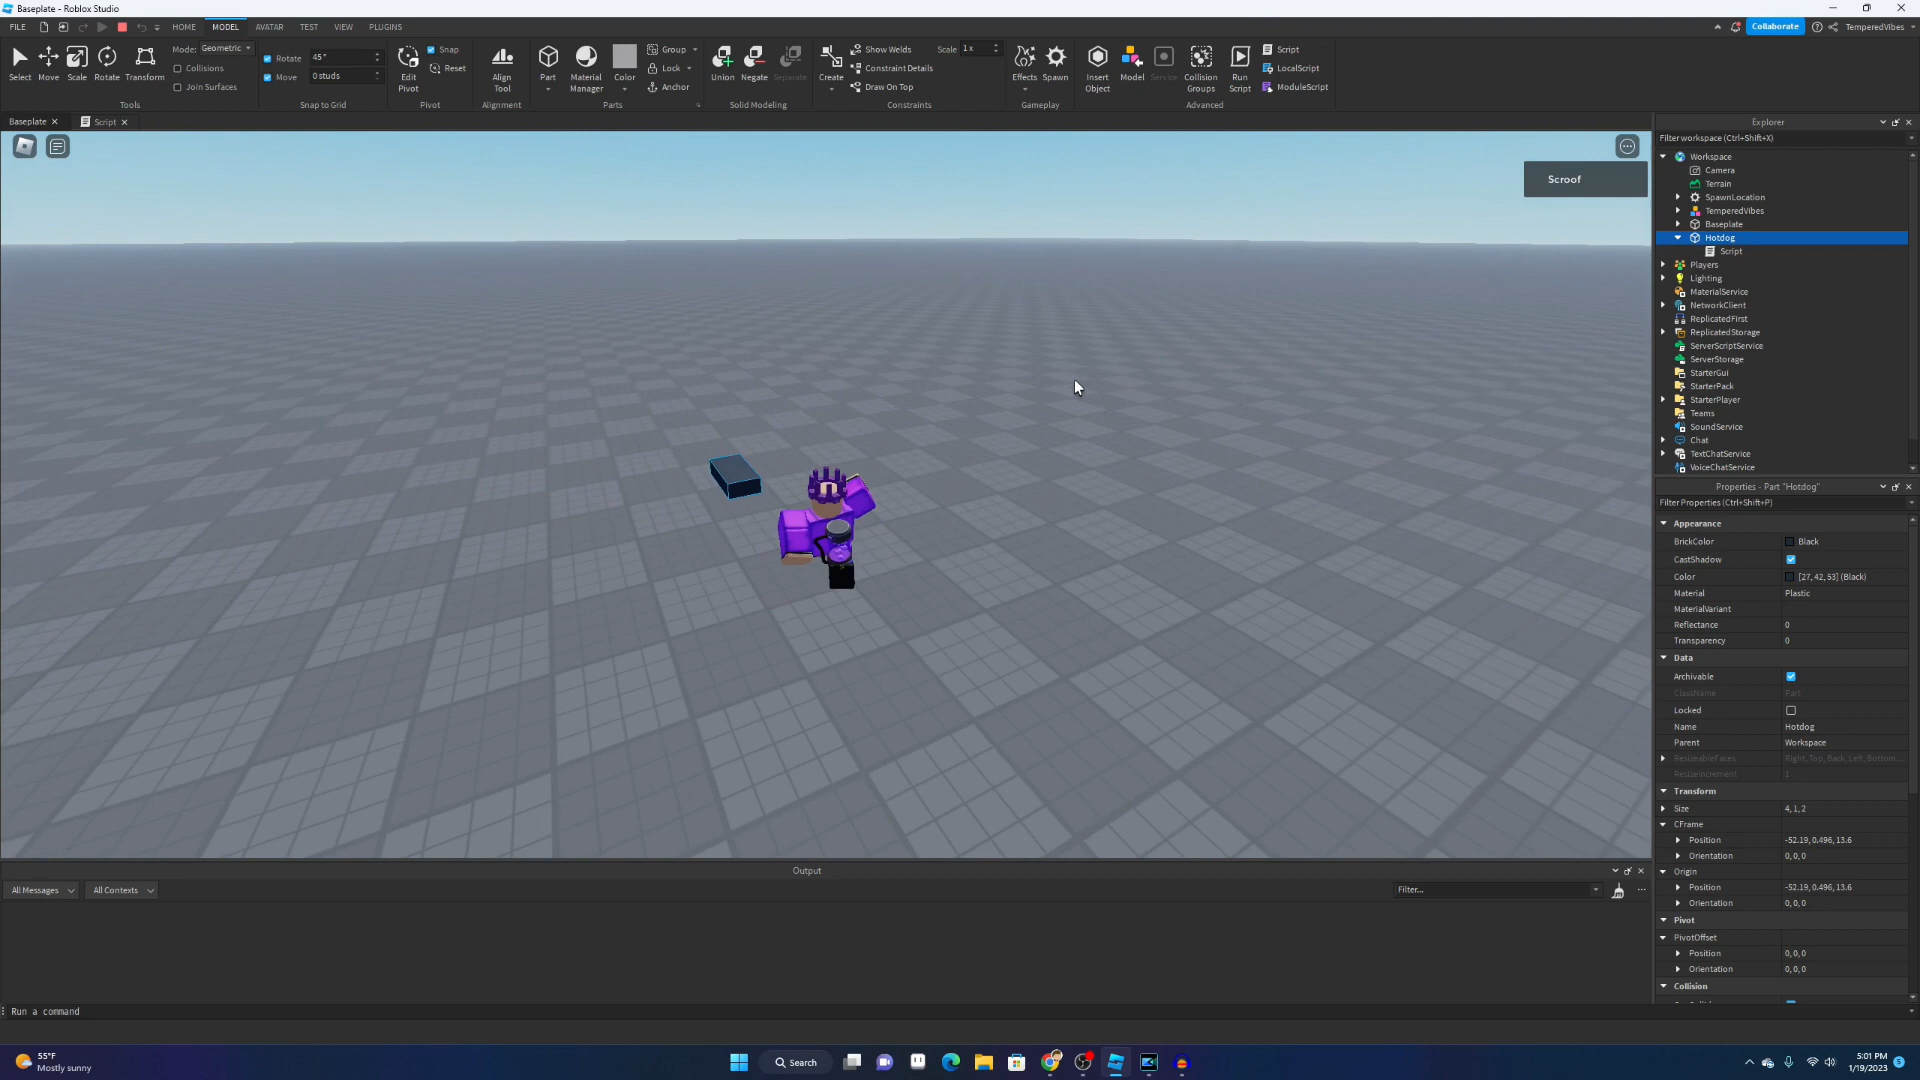 Baseplate - Roblox Studio
FILE HOME MODEL AVATAR TEST VIEW PLUGINS Collaborate TemperedVibes
Select Move Scale Rotate Transform Mode: Geometric Collisions Join Surfaces
Tools
Rotate 45° Move 0 studs
Snap to Grid
Edit Pivot Snap Reset
Pivot
Align Tool
Alignment
Part Material Manager Color Group Lock Anchor
Parts
Union Negate Separate
Solid Modeling
Create Show Welds Scale 1 x Constraint Details Draw On Top
Constraints
Effects Spawn
Gameplay
Insert Object Model Service Collision Groups Run Script Script LocalScript ModuleScript
Advanced
Baseplate Script
Scroof
Explorer
Filter workspace (Ctrl+Shift+X)
Workspace
Camera
Terrain
SpawnLocation
TemperedVibes
Baseplate
Hotdog
Script
Players
Lighting
MaterialService
NetworkClient
ReplicatedFirst
ReplicatedStorage
ServerScriptService
ServerStorage
StarterGui
StarterPack
StarterPlayer
Teams
SoundService
Chat
TextChatService
VoiceChatService
Properties - Part "Hotdog"
Filter Properties (Ctrl+Shift+P)
Appearance
BrickColor Black
CastShadow
Color [27, 42, 53] (Black)
Material Plastic
MaterialVariant
Reflectance 0
Transparency 0
Data
Archivable
ClassName Part
Locked
Name Hotdog
Parent Workspace
ResizeableFaces Right, Top, Back, Left, Bottom...
ResizeIncrement 1
Transform
Size 4, 1, 2
CFrame
Position -52.19, 0.496, 13.6
Orientation 0, 0, 0
Origin
Position -52.19, 0.496, 13.6
Orientation 0, 0, 0
Pivot
PivotOffset
Position 0, 0, 0
Orientation 0, 0, 0
Collision
Output
All Messages All Contexts Filter...
Run a command
55°F
Mostly sunny
Search
5:01 PM
1/19/2023